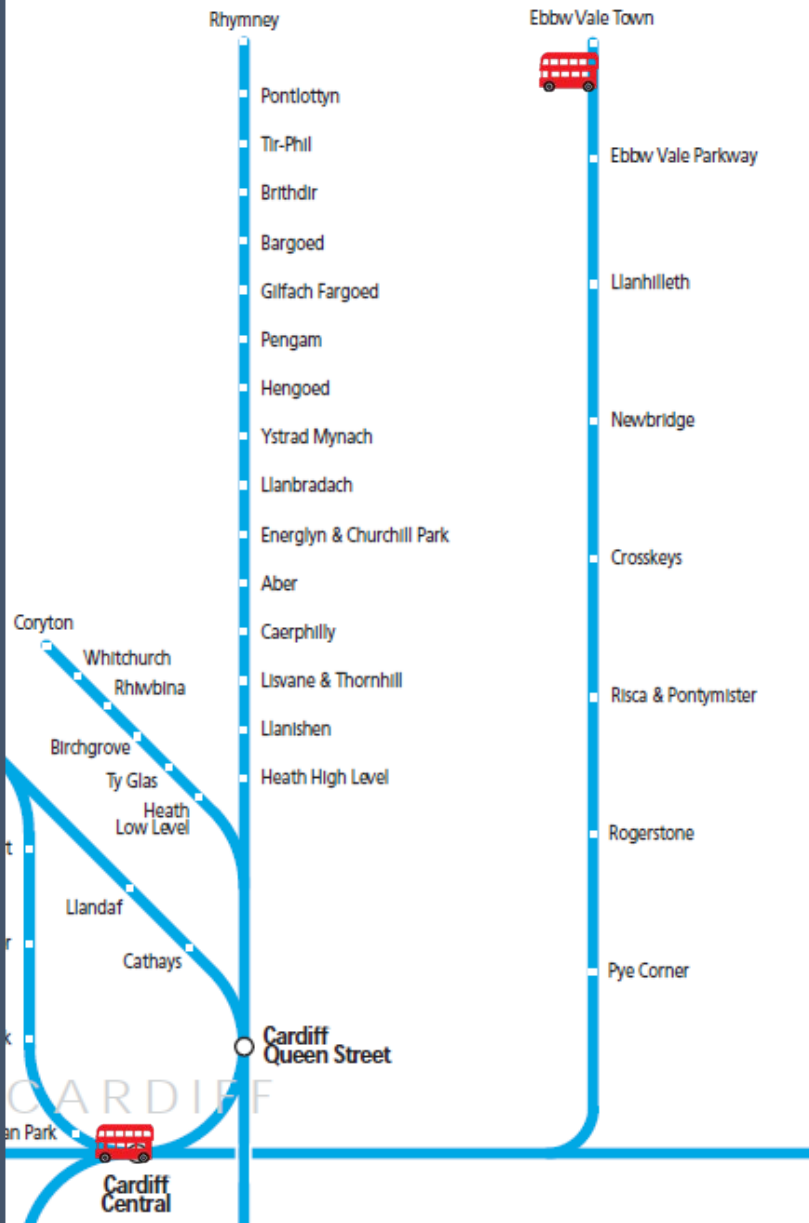 Rhymney
Ebbw Vale Town
Pontlottyn
Tir-Phil
Brithdir
Bargoed
Gilfach Fargoed
Pengam
Hengoed
Ystrad Mynach
Llanbradach
Energlyn & Churchill Park
Aber
Caerphilly
Lisvane & Thornhill
Llanishen
Heath High Level
Ebbw Vale Parkway
Llanhilleth
Newbridge
Crosskeys
Risca & Pontymister
Rogerstone
Pye Corner
Coryton
Whitchurch
Rhiwbina
Birchgrove
Ty Glas
Heath
Low Level
t
Llandaf
r
Cathays
k
Cardiff
Queen Street
CARDIFF
an Park
Cardiff
Central